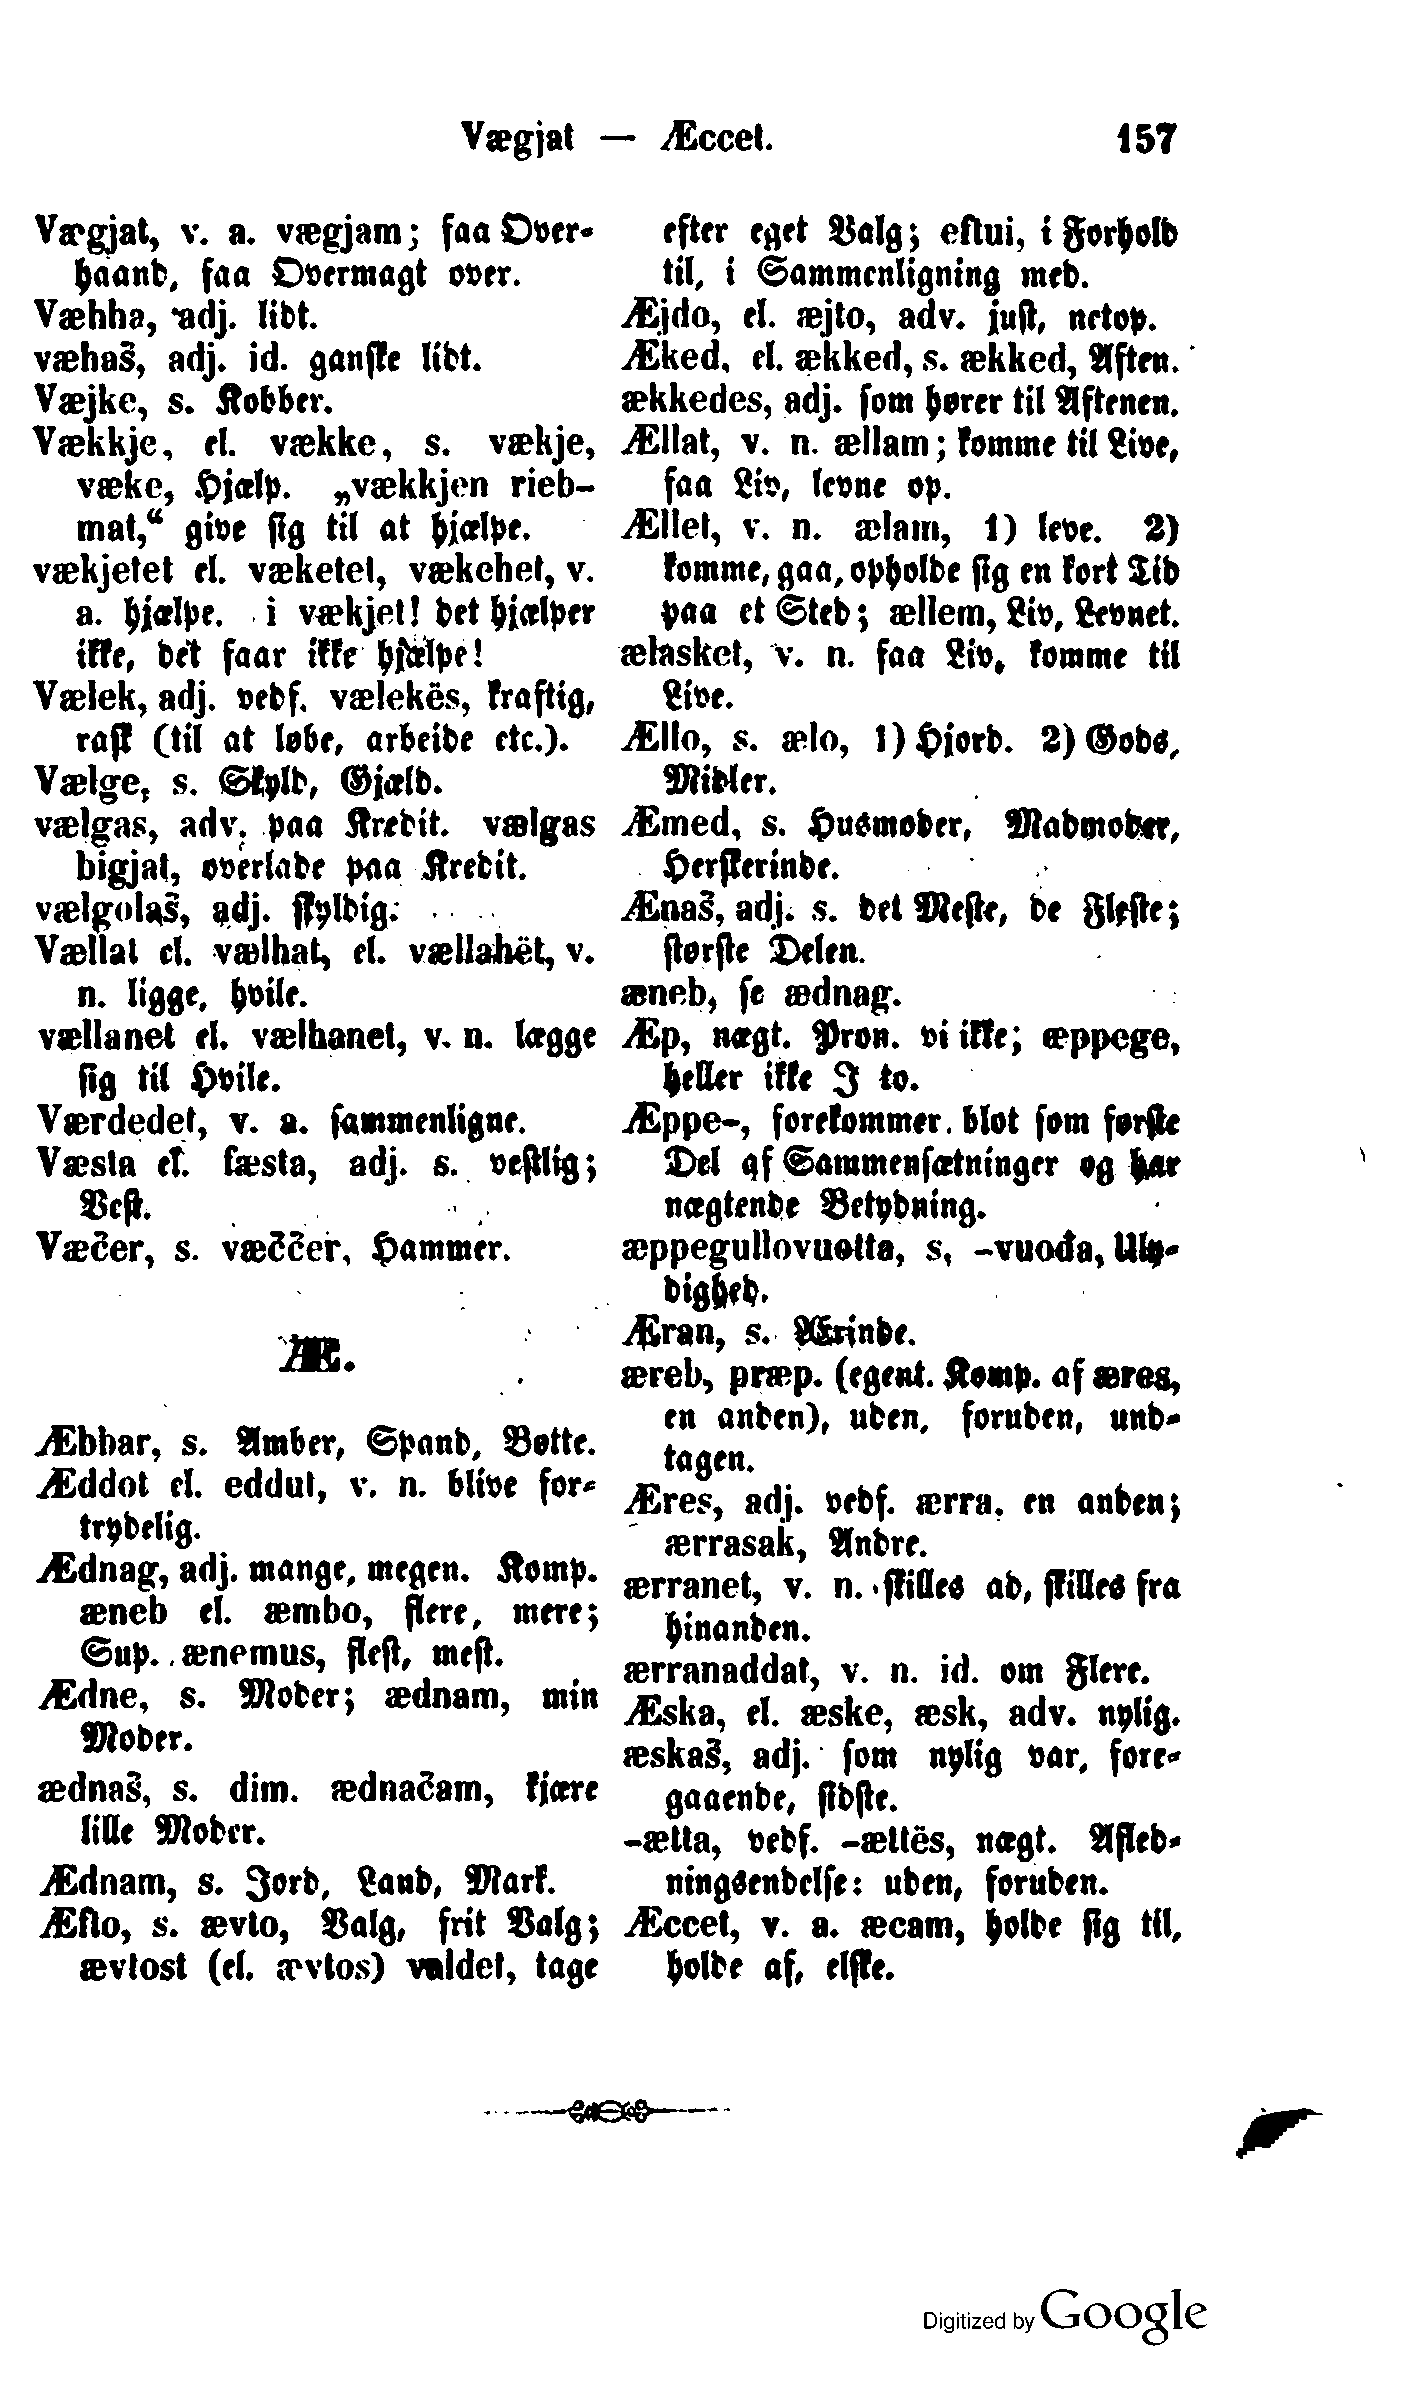 Vægjat — Æccet. 157
Vægjat, v. a. vægjam; faa Over-
haand, faa Overmagt over.
Væhha, adj. lidt.
væhaš, adj. id. ganske lidt.
Væjke, s. Kobber.
Vækkje, el. vække, s. vækje,
væke, Hjælp. „vækkjen rieb-
mat,“ give sig til at hjælpe.
vækjetet el. væketet, vækehet, v.
a. hjælpe. i vækjet! det hjælper
ikke, det faar ikke hjælpe!
Vælek, adj. vedf. vælekës, kraftig,
rask (til at løbe, arbeide etc.).
Vælge, s. Skyld, Gjæld.
vælgas, adv. paa Kredit. vælgas
bigjat, overlade paa Kredit.
vælgolaš, adj. skyldig.
Vællat el. vælhat, el. vællahët, v.
n. ligge, hvile.
vællanet el. vælhanet, v. n. lægge
sig til Hvile.
Værdedet, v. a. sammenligne.
Væsta el. fæsta, adj. s. vestlig;
Vest.
Væčer, s. væččer, Hammer.
Æ.
Æbbar, s. Amber, Spand, Bøtte.
Æddot el. eddut, v. n. blive for-
trydelig.
Ædnag, adj. mange, megen. Komp.
æneb el. æmbo, flere, mere;
Sup. ænemus, flest, mest.
Ædne, s. Moder; ædnam, min
Moder.
ædnaš, s. dim. ædnačam, kjære
lille Moder.
Ædnam, s. Jord, Land, Mark.
Æfto, s. ævto, Valg, frit Valg;
ævtost (el. ævtos) valdet, tage
efter eget Valg; eftui, i Forhold
til, i Sammenligning med.
Æjdo, el. æjto, adv. just, netop.
Æked, el. ækked, s. ækked, Aften.
ækkedes, adj. som hører til Aftenen.
Ællat, v. n. ællam; komme til Live,
faa Liv, levne op.
Ællet, v. n. ælam, 1) leve. 2)
komme, gaa, opholde sig en kort Tid
paa et Sted; ællem, Liv, Levnet.
ælasket, v. n. faa Liv, komme til
Live.
Ællo, s. ælo, 1) Hjord. 2) Gods,
Midler.
Æmed, s. Husmoder, Madmoder,
Herskerinde.
Ænaš, adj. s. det Meste, de Fleste;
største Delen.
æneb, se ædnag.
Æp, nægt. Pron. vi ikke; æppege,
heller ikke I to.
Æppe-, forekommer blot som første
Del af Sammensætninger og har
nægtende Betydning.
æppegullovuotta, s, -vuođa, Uly-
dighed.
Æran, s. Ærinde.
æreb, præp. (egent. Komp. af æres,
en anden), uden, foruden, und-
tagen.
Æres, adj. vedf. ærra, en anden;
ærrasak, Andre.
ærranet, v. n. skilles ad, skilles fra
hinanden.
ærranaddat, v. n. id. om Flere.
Æska, el. æske, æsk, adv. nylig.
æskaš, adj. som nylig var, fore-
gaaende, sidste.
-ætta, vedf. -ættës, nægt. Afled-
ningsendelse: uden, foruden.
Æccet, v. a. æcam, holde sig til,
holde af, elske.
Digitized by Google